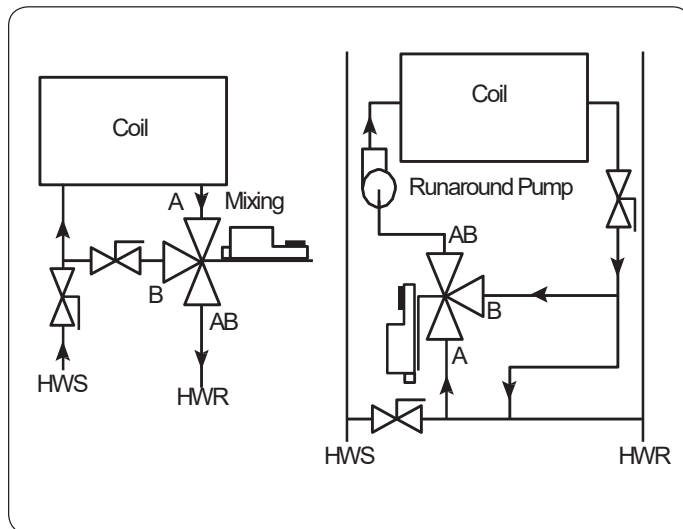 Coil
A
Mixing
B
AB
HWS
HWR
Coil
Runaround Pump
AB
B
A
HWS
HWR